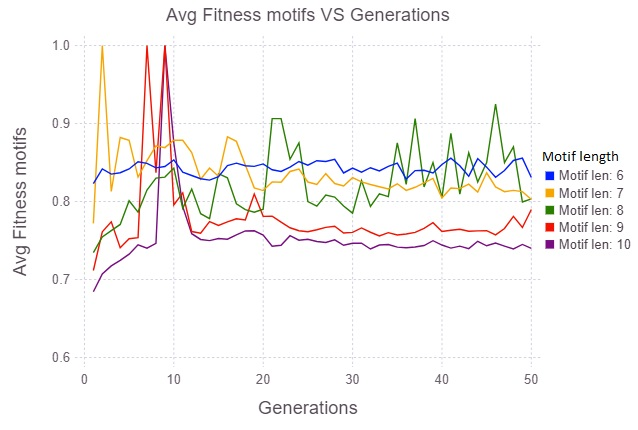 Avg Fitness motifs VS Generations
Avg Fitness motifs
1.0
0.9
0.8
0.7
0.6
0
10
20
30
40
50
Generations
Motif length
Motif len: 6
Motif len: 7
Motif len: 8
Motif len: 9
Motif len: 10